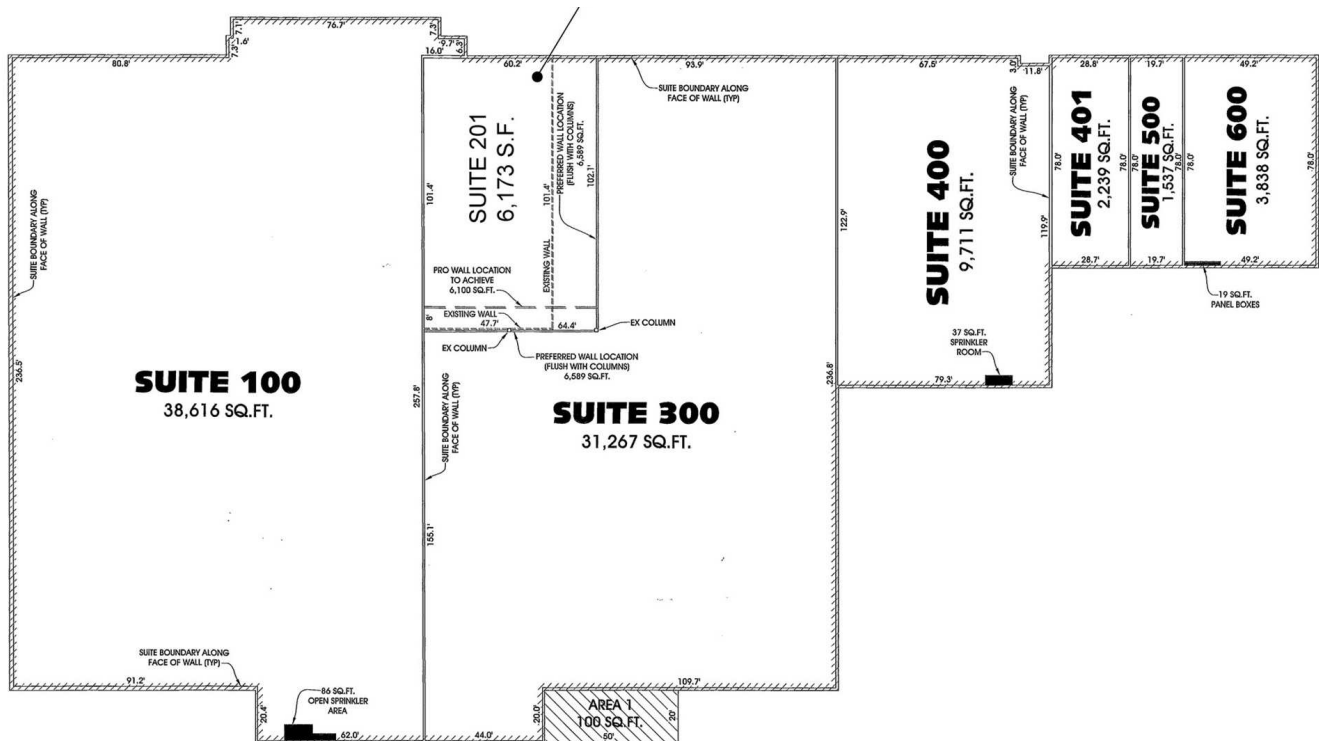 76.7'
7.1'
1.6'
7.3'
7.3'
9.7'
6.3'
16.0'
80.8'
60.2'
93.9'
67.5'
3.0'
11.8'
28.8'
19.7'
49.2'
SUITE BOUNDARY ALONG
FACE OF WALL (TYP)
SUITE BOUNDARY ALONG
FACE OF WALL (TYP)
236.5'
SUITE 100
38,616 SQ.FT.
SUITE BOUNDARY ALONG
FACE OF WALL (TYP)
91.2'
20.4'
86 SQ.FT.
OPEN SPRINKLER
AREA
62.0'
257.8'
SUITE 201
6,173 S.F.
101.4'
101.4'
EXISTING WALL
PREFERRED WALL LOCATION
(FLUSH WITH COLUMNS)
6,589 SQ.FT.
102.1'
PRO WALL LOCATION
TO ACHIEVE
6,100 SQ.FT.
8'
EXISTING WALL
47.7'
64.4'
EX COLUMN
EX COLUMN
PREFERRED WALL LOCATION
(FLUSH WITH COLUMNS)
6,589 SQ.FT.
SUITE BOUNDARY ALONG
FACE OF WALL (TYP)
155.1'
SUITE 300
31,267 SQ.FT.
236.8'
109.7'
44.0'
20.0'
AREA 1
100 SQ.FT.
50'
20'
122.9'
SUITE 400
9,711 SQ.FT.
SUITE BOUNDARY ALONG
FACE OF WALL (TYP)
119.9'
37 SQ.FT.
SPRINKLER
ROOM
79.3'
78.0'
SUITE 401
2,239 SQ.FT.
28.7'
78.0'
SUITE 500
1,537 SQ.FT.
78.0'
19.7'
78.0'
SUITE 600
3,838 SQ.FT.
78.0'
49.2'
19 SQ.FT.
PANEL BOXES